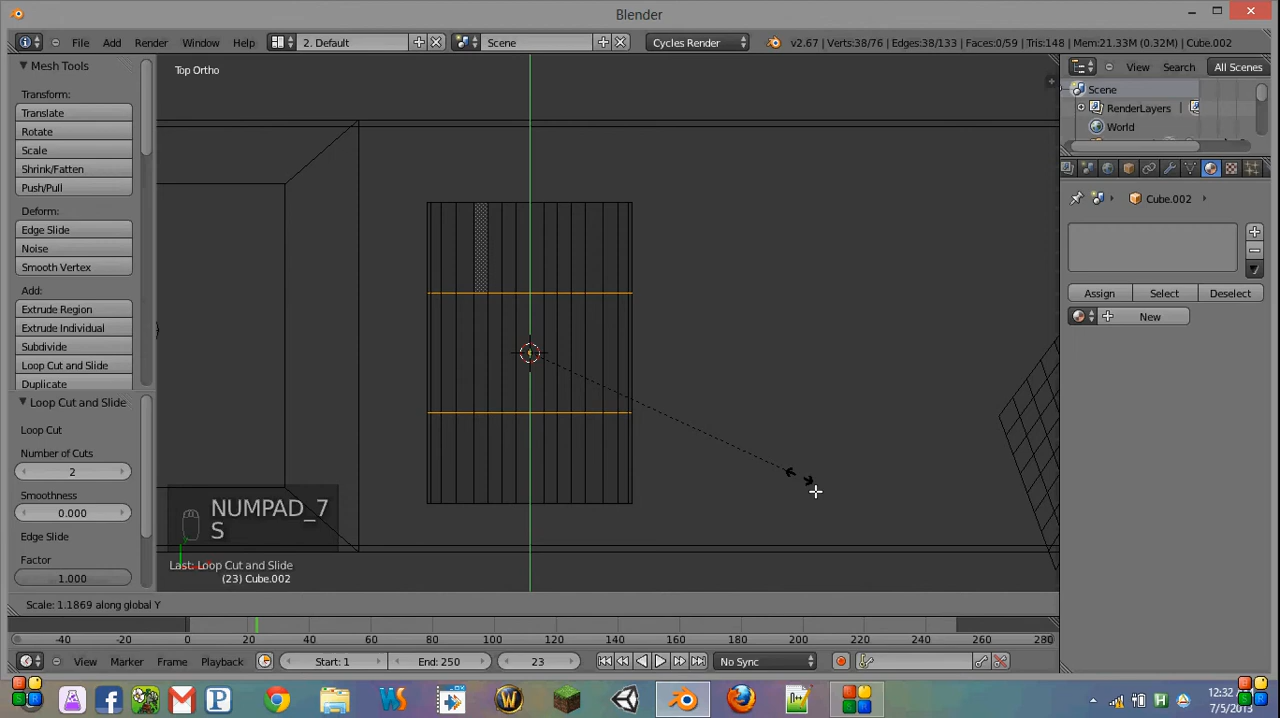 Blender
File Add Render Window Help 2. Default Scene Cycles Render v2.67 | Verts:38/76 | Edges:38/133 | Faces:0/59 | Tris:148 | Mem:21.33M (0.32M) | Cube.002
Mesh Tools
Transform:
Translate
Rotate
Scale
Shrink/Fatten
Push/Pull
Deform:
Edge Slide
Noise
Smooth Vertex
Add:
Extrude Region
Extrude Individual
Subdivide
Loop Cut and Slide
Duplicate
Loop Cut and Slide
Loop Cut
Number of Cuts
2
Smoothness
0.000
Edge Slide
Factor
1.000
Top Ortho
NUMPAD_7
S
Last: Loop Cut and Slide
(23) Cube.002
View Search All Scenes
Scene
RenderLayers |
World
Cube.002
Assign Select Deselect
New
Scale: 1.1869 along global Y
-40 -20 0 20 40 60 80 100 120 140 160 180 200 220 240 260 280
View Marker Frame Playback Start: 1 End: 250 23 No Sync
12:32
7/5/2013